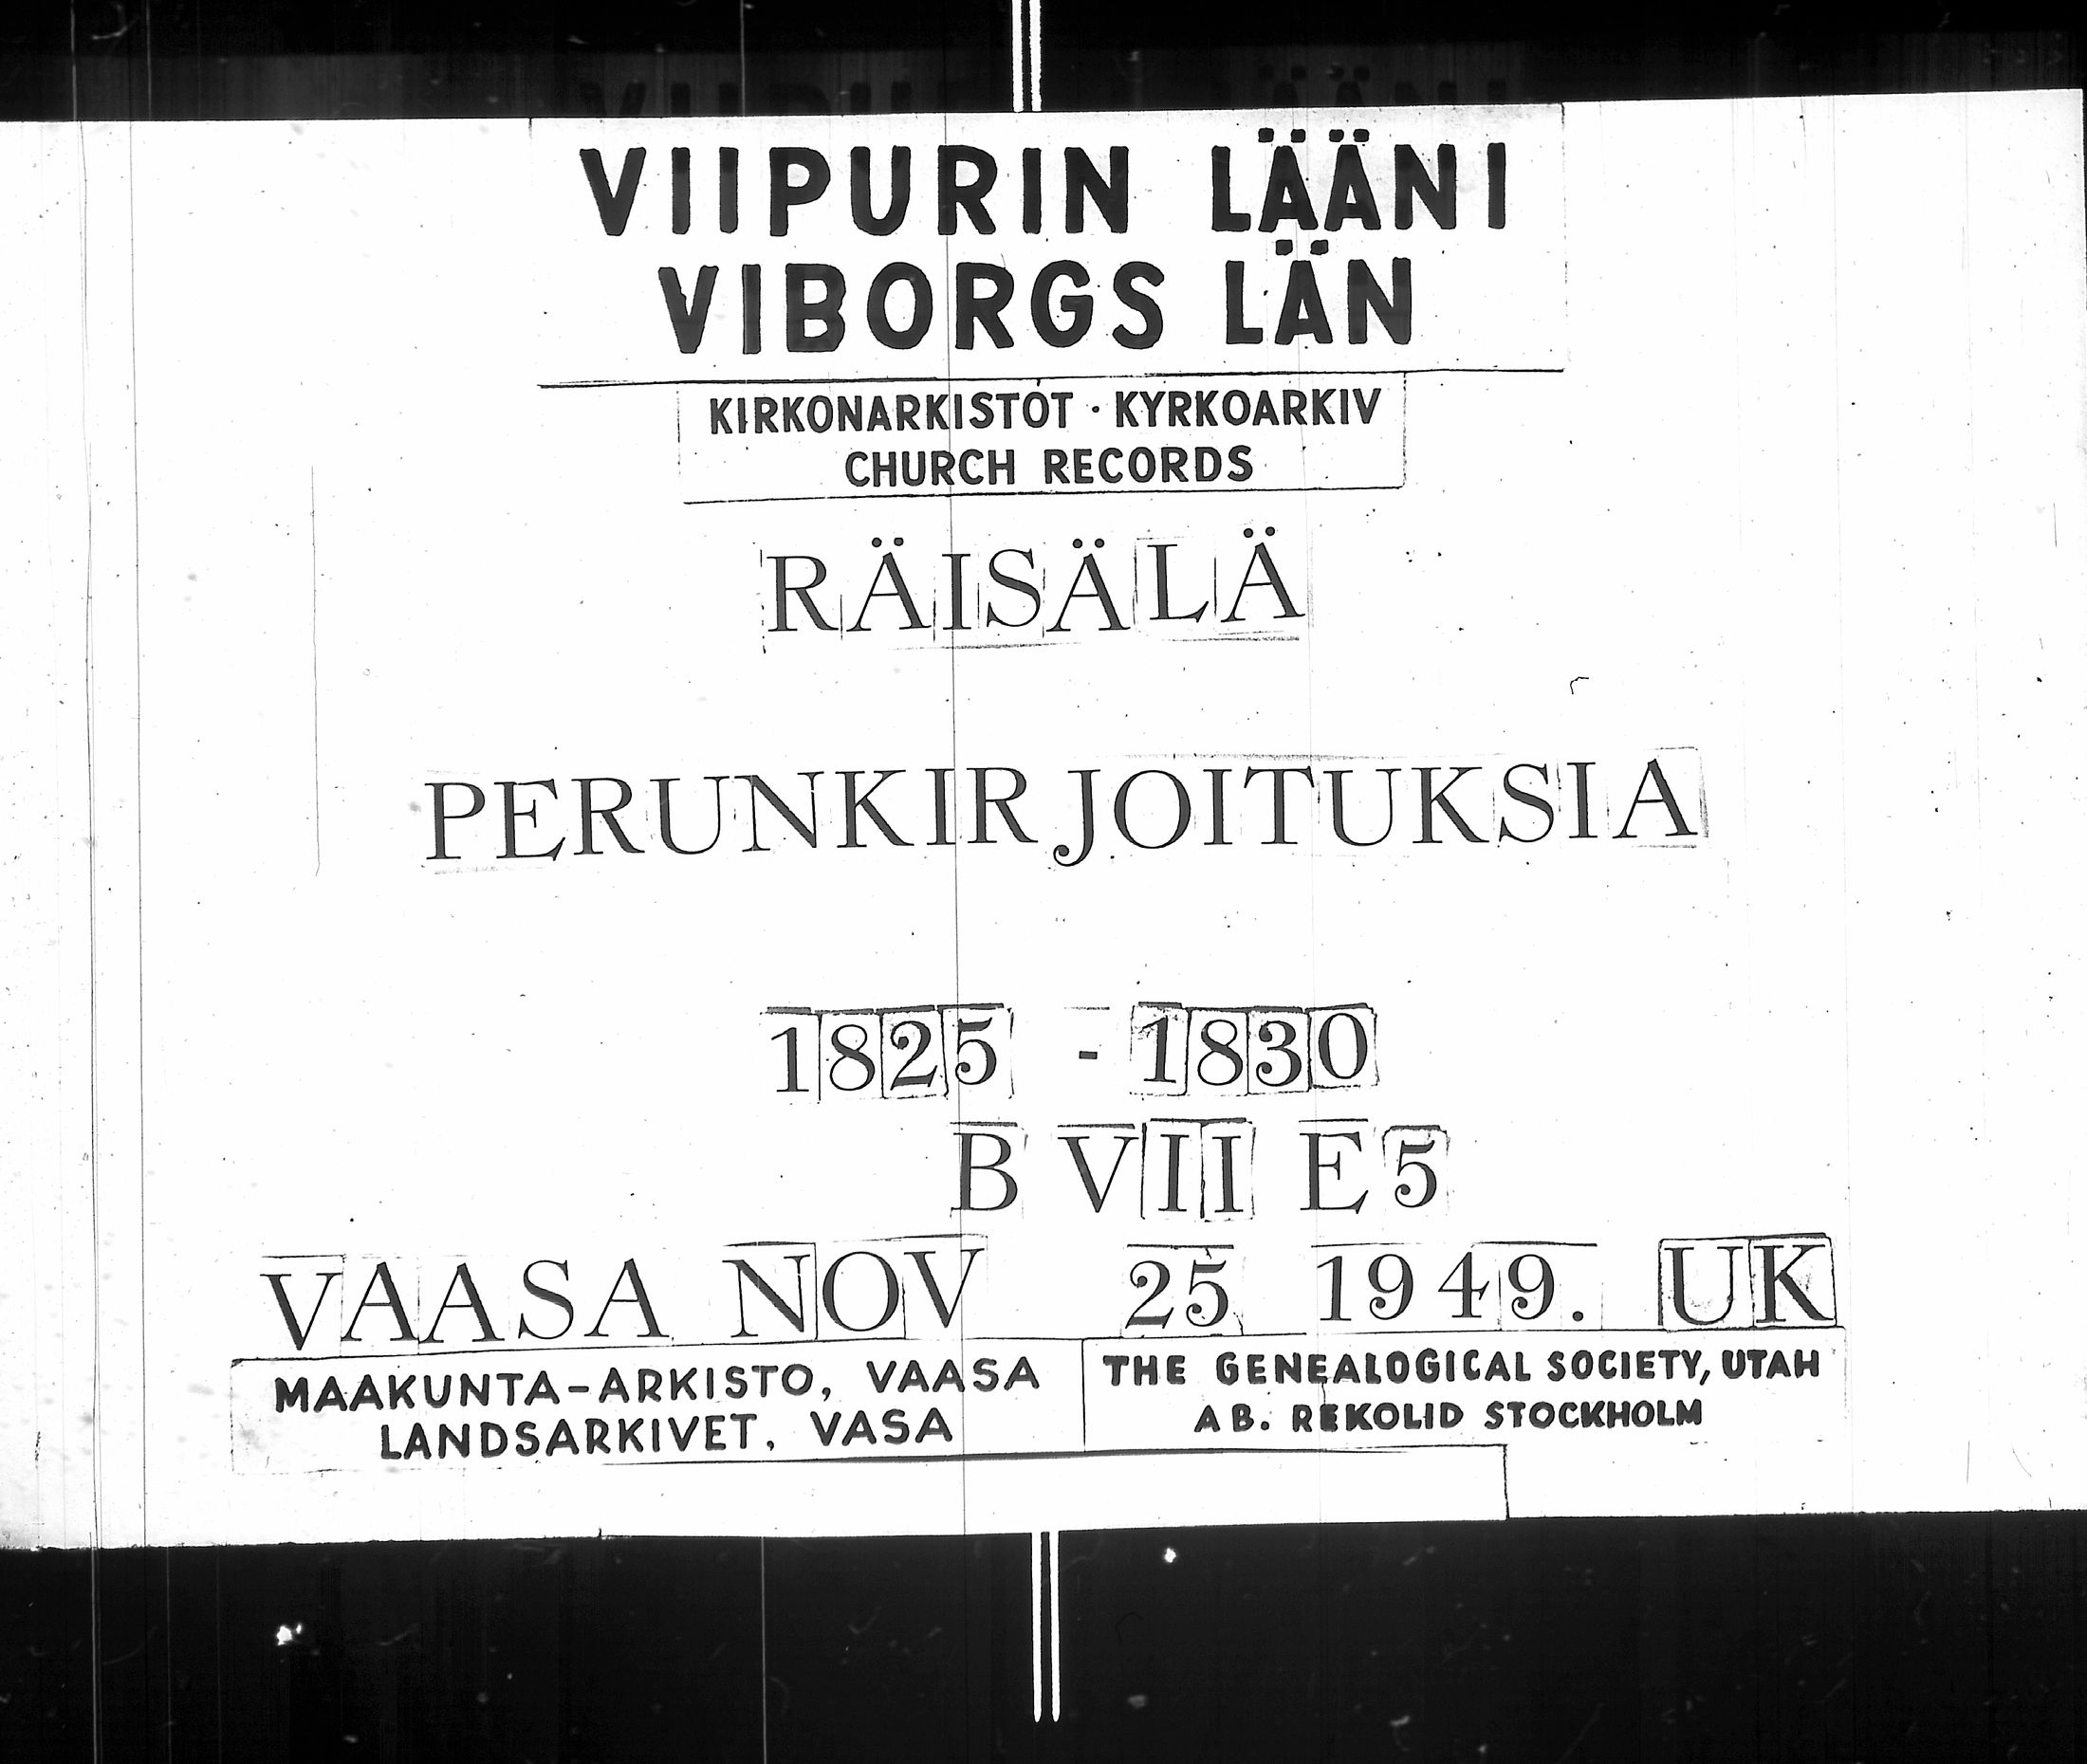 VIIPURIN LÄÄNI
VIBORGS LÄN
KIRKONARKISTOT · KYRKOARKIV
CHURCH RECORDS
RÄISÄLÄ
PERUNKIRJOITUKSIA
1825 - 1830
B VII E5
VAASA NOV 25 1949. UK
MAAKUNTA-ARKISTO, VAASA
LANDSARKIVET, VASA
THE GENEALOGICAL SOCIETY, UTAH
AB. REKOLID STOCKHOLM